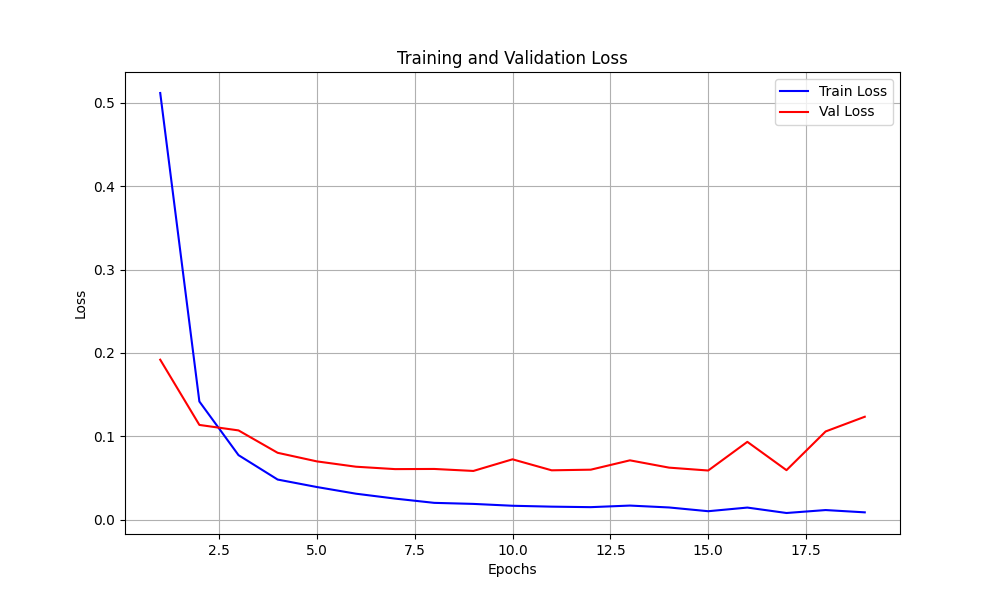 Training and Validation Loss
Train Loss
Val Loss
0.5
0.4
0.3
0.2
0.1
0.0
Loss
2.5 5.0 7.5 10.0 12.5 15.0 17.5
Epochs